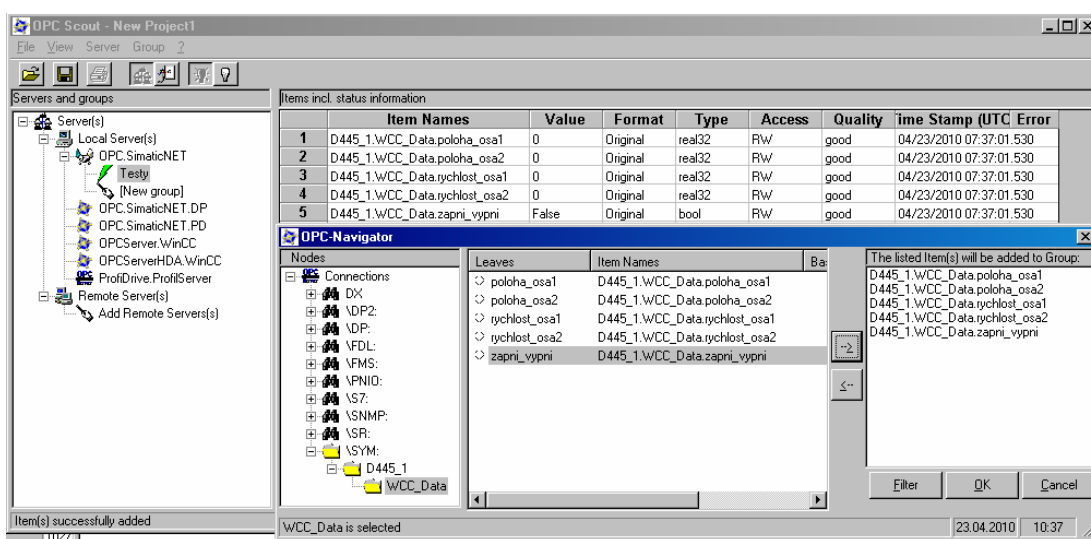 OPC Scout - New Project1
File View Server Group ?
Servers and groups
Server(s)
Local Server(s)
OPC.SimaticNET
Testy
[New group]
OPC.SimaticNET.DP
OPC.SimaticNET.PD
OPCServer.WinCC
OPCServerHDA.WinCC
ProfiDrive.ProfilServer
Remote Server(s)
Add Remote Servers(s)
Item(s) successfully added
Items incl. status information
Item Names Value Format Type Access Quality ime Stamp (UTC Error
1 D445_1.WCC_Data.poloha_osa1 0 Original real32 RW good 04/23/2010 07:37:01.530
2 D445_1.WCC_Data.poloha_osa2 0 Original real32 RW good 04/23/2010 07:37:01.530
3 D445_1.WCC_Data.rychlost_osa1 0 Original real32 RW good 04/23/2010 07:37:01.530
4 D445_1.WCC_Data.rychlost_osa2 0 Original real32 RW good 04/23/2010 07:37:01.530
5 D445_1.WCC_Data.zapni_vypni False Original bool RW good 04/23/2010 07:37:01.530
OPC-Navigator
Nodes
Connections
DX
\DP2:
\DP:
\FDL:
\FMS:
\PNIO:
\S7:
\SNMP:
\SR:
\SYM:
D445_1
WCC_Data
Leaves Item Names Ba
poloha_osa1 D445_1.WCC_Data.poloha_osa1
poloha_osa2 D445_1.WCC_Data.poloha_osa2
rychlost_osa1 D445_1.WCC_Data.rychlost_osa1
rychlost_osa2 D445_1.WCC_Data.rychlost_osa2
zapni_vypni D445_1.WCC_Data.zapni_vypni
-->
<--
The listed Item(s) will be added to Group:
D445_1.WCC_Data.poloha_osa1
D445_1.WCC_Data.poloha_osa2
D445_1.WCC_Data.rychlost_osa1
D445_1.WCC_Data.rychlost_osa2
D445_1.WCC_Data.zapni_vypni
Filter OK Cancel
WCC_Data is selected
23.04.2010 10:37